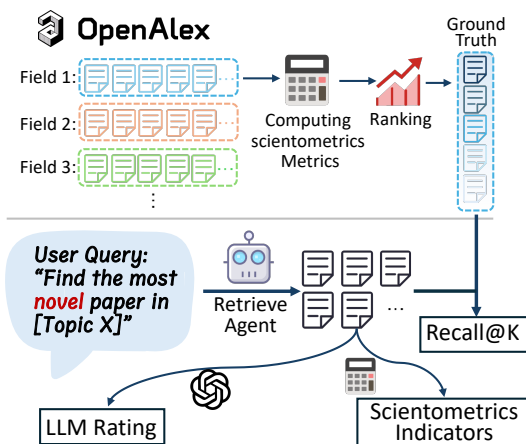 OpenAlex
Ground
Truth
Field 1:
Field 2:
Field 3:
Computing
scientometrics
Metrics
Ranking
User Query:
“Find the most
novel paper in
[Topic X]”
Retrieve
Agent
...
Recall@K
LLM Rating
Scientometrics
Indicators